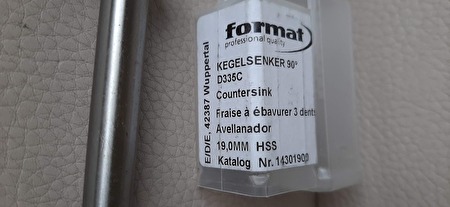 format
professional quality
KEGELSENKER 90°
D335C
Countersink
Fraise à ébavurer 3 dents
Avellanador
19,0MM HSS
Katalog Nr. 14301900
E/D/E, 42387 Wuppertal